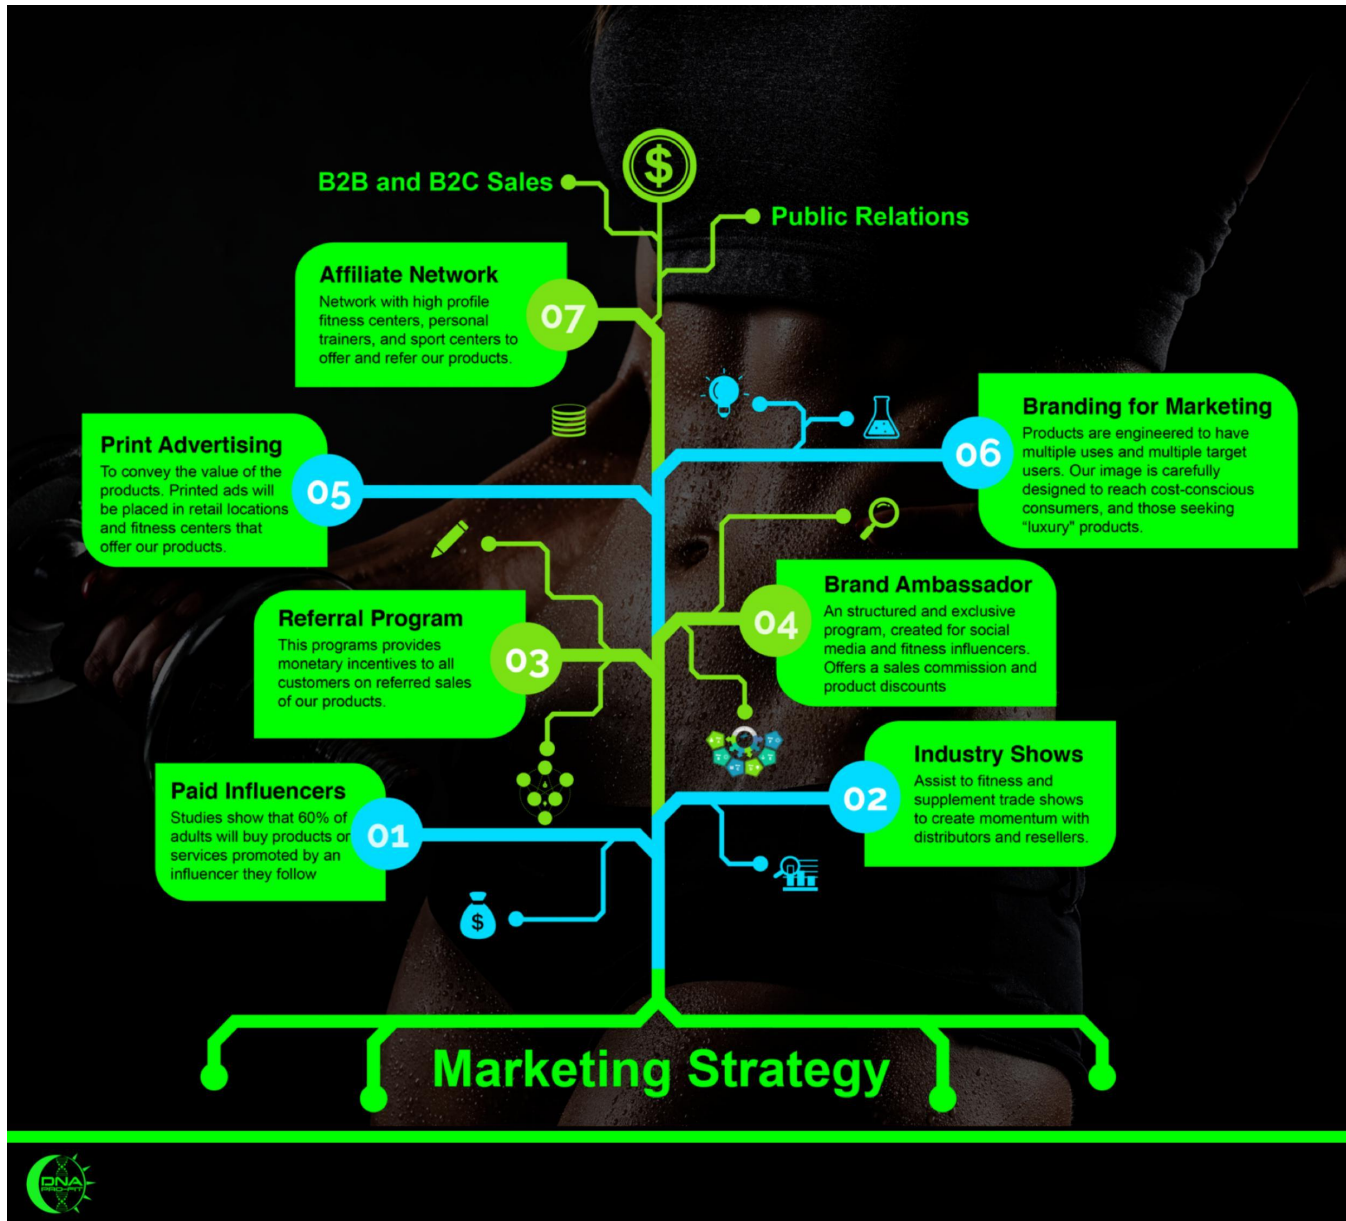 B2B and B2C Sales
Public Relations
Affiliate Network
Network with high profile
fitness centers, personal
trainers, and sport centers to
offer and refer our products.
07
Branding for Marketing
Products are engineered to have
multiple uses and multiple target
users. Our image is carefully
designed to reach cost-conscious
consumers, and those seeking
"luxury" products.
06
Print Advertising
To convey the value of the
products. Printed ads will
be placed in retail locations
and fitness centers that
offer our products.
05
Brand Ambassador
An structured and exclusive
program, created for social
media and fitness influencers.
Offers a sales commission and
product discounts
04
Referral Program
This programs provides
monetary incentives to all
customers on referred sales
of our products.
03
Industry Shows
Assist to fitness and
supplement trade shows
to create momentum with
distributors and resellers.
02
Paid Influencers
Studies show that 60% of
adults will buy products or
services promoted by an
influencer they follow
01
Marketing Strategy
DNA
PRO-FIT